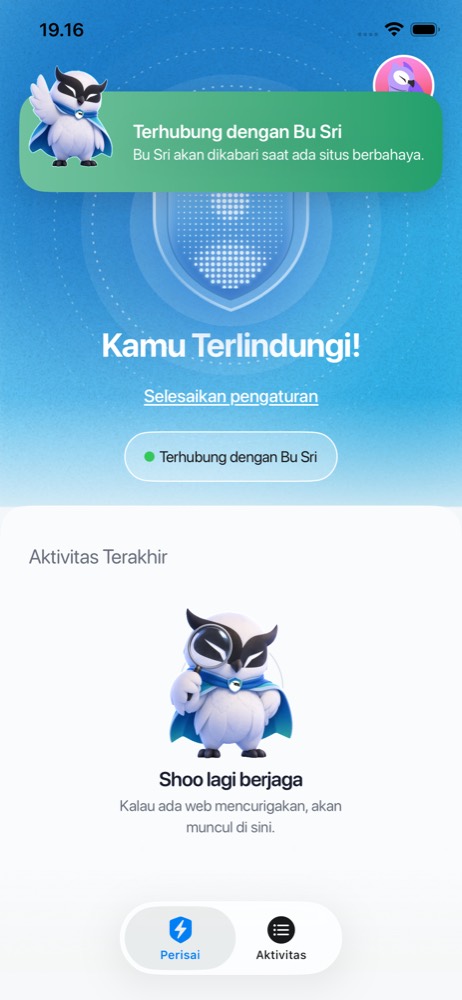 19.16
Terhubung dengan Bu Sri
Bu Sri akan dikabari saat ada situs berbahaya.
Kamu Terlindungi!
Selesaikan pengaturan
Terhubung dengan Bu Sri
Aktivitas Terakhir
Shoo lagi berjaga
Kalau ada web mencurigakan, akan
muncul di sini.
Perisai
Aktivitas